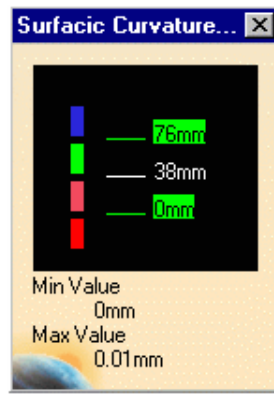 Surfacic Curvature...
76mm
38mm
0mm
Min Value
0mm
Max Value
0.01mm